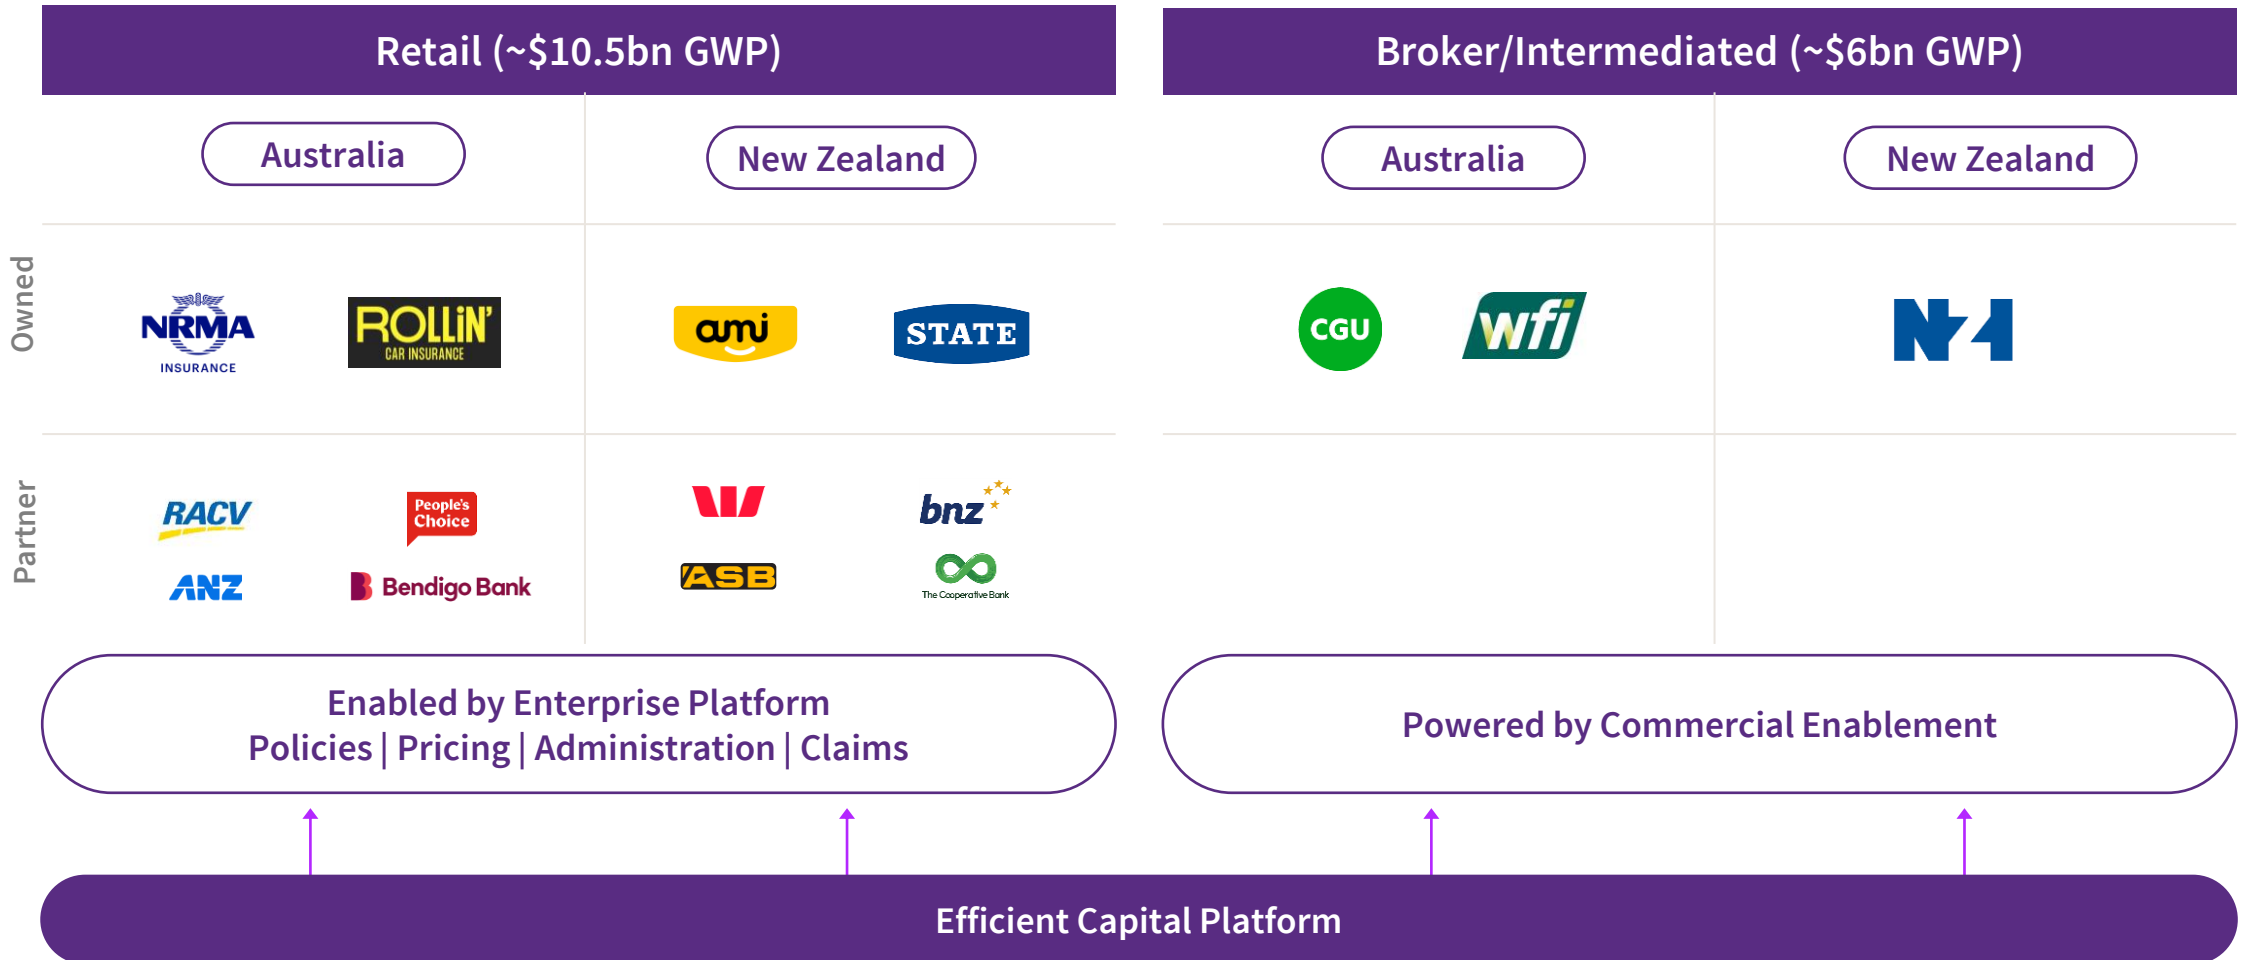 Retail (~$10.5bn GWP)
Broker/Intermediated (~$6bn GWP)
Australia
New Zealand
Australia
New Zealand
Owned
NRMA
INSURANCE
ROLLiN'
CAR INSURANCE
ami
STATE
CGU
wfi
NZI
Partner
RACV
People's
Choice
bnz
ANZ
Bendigo Bank
ASB
The Cooperative Bank
Enabled by Enterprise Platform
Policies | Pricing | Administration | Claims
Powered by Commercial Enablement
Efficient Capital Platform